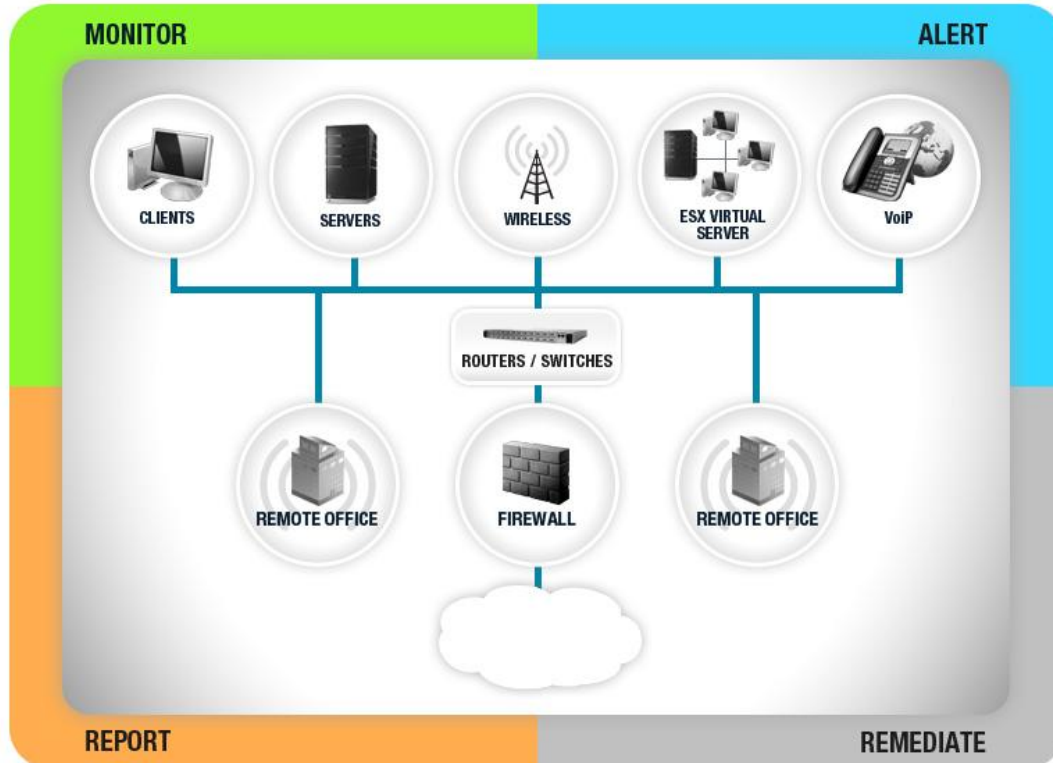 MONITOR
ALERT
CLIENTS
SERVERS
WIRELESS
ESX VIRTUAL
SERVER
VoiP
ROUTERS / SWITCHES
REMOTE OFFICE
FIREWALL
REMOTE OFFICE
REPORT
REMEDIATE